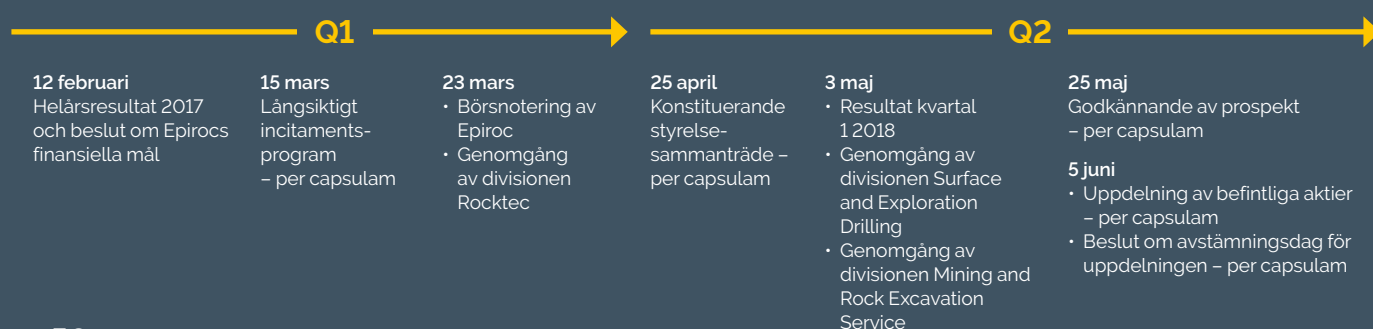 Q1
Q2
12 februari
Helårsresultat 2017
och beslut om Epirocs
finansiella mål
15 mars
Långsiktigt
incitaments-
program
– per capsulam
23 mars
• Börsnotering av
Epiroc
• Genomgång
av divisionen
Rocktec
25 april
Konstituerande
styrelse-
sammanträde –
per capsulam
3 maj
• Resultat kvartal
1 2018
• Genomgång av
divisionen Surface
and Exploration
Drilling
• Genomgång av
divisionen Mining and
Rock Excavation
Service
25 maj
Godkännande av prospekt
– per capsulam
5 juni
• Uppdelning av befintliga aktier
– per capsulam
• Beslut om avstämningsdag för
uppdelningen – per capsulam